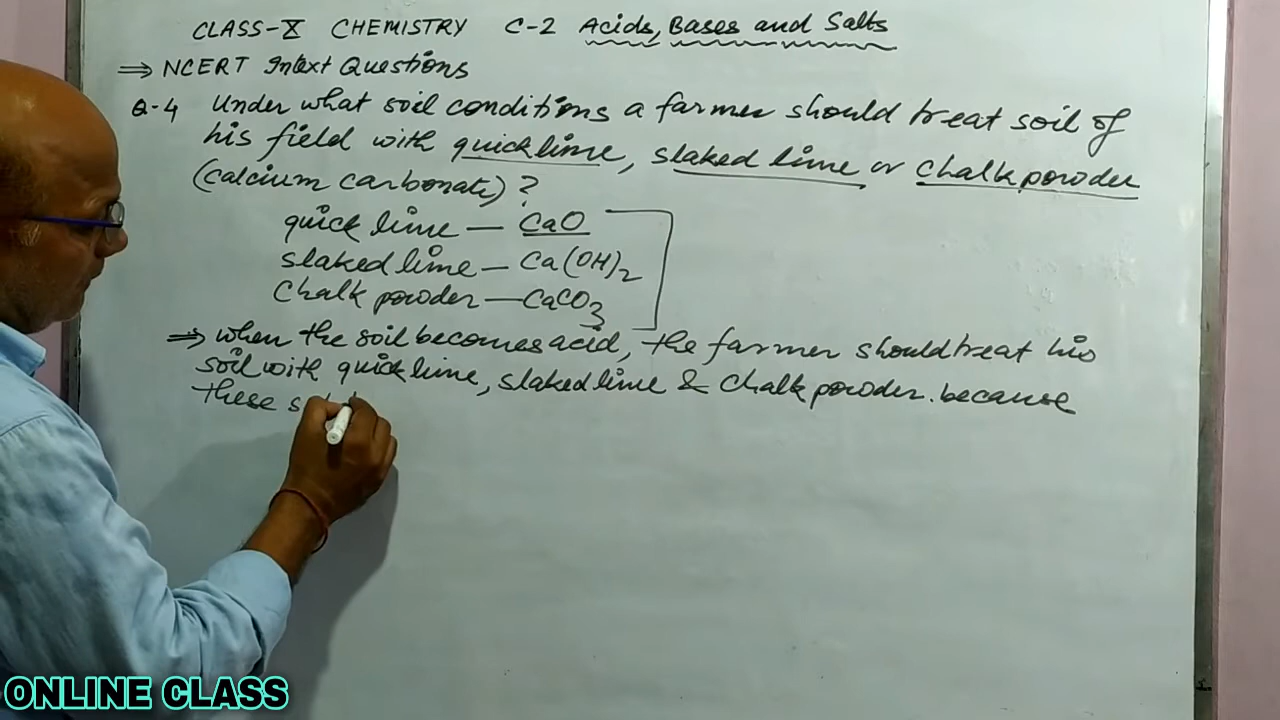 CLASS-X CHEMISTRY C-2 Acids, Bases and Salts
⇒ NCERT Intext Questions
Q-4 Under what soil conditions a farmer should treat soil of
his field with quicklime, slaked lime or chalk powder
(calcium carbonate)?
quick lime — CaO
slaked lime — Ca(OH)2
Chalk powder — CaCO3
⇒ when the soil becomes acid, the farmer should treat his
soil with quick lime, slaked lime & Chalk powder. because
these
ONLINE CLASS